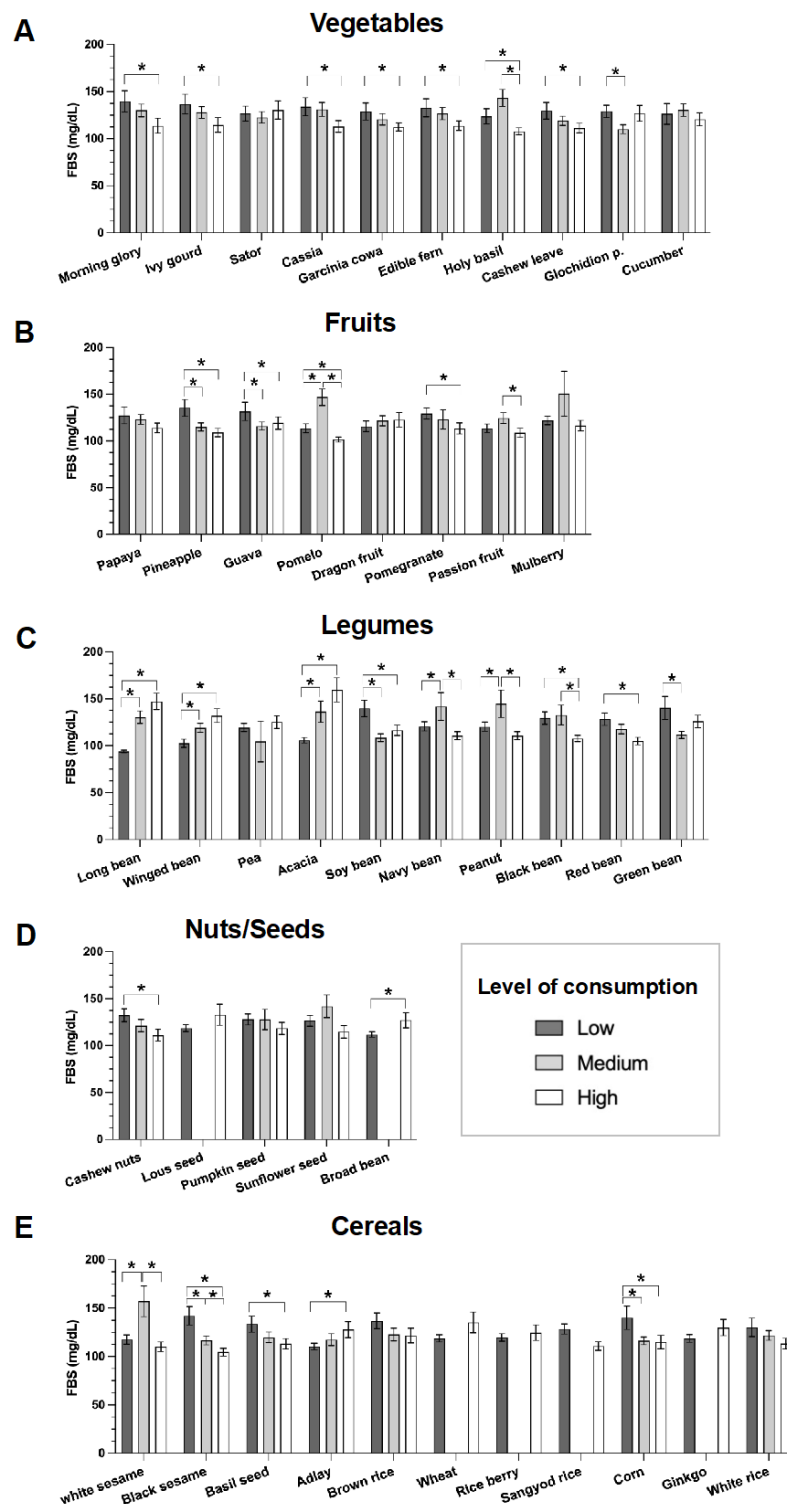 A
Vegetables
FBS (mg/dL)
200
150
100
50
0
* * * * * * * * * *
Morning glory
Ivy gourd
Sator
Cassia
Garcinia cowa
Edible fern
Holy basil
Cashew leave
Glochidion p.
Cucumber
B
Fruits
FBS (mg/dL)
200
150
100
50
0
* * * * * * * * *
Papaya
Pineapple
Guava
Pomelo
Dragon fruit
Pomegranate
Passion fruit
Mulberry
C
Legumes
FBS (mg/dL)
200
150
100
50
0
* * * * * * * * * * * * * * * *
Long bean
Winged bean
Pea
Acacia
Soy bean
Navy bean
Peanut
Black bean
Red bean
Green bean
D
Nuts/Seeds
FBS (mg/dL)
200
150
100
50
0
* *
Cashew nuts
Lous seed
Pumpkin seed
Sunflower seed
Broad bean
Level of consumption
Low
Medium
High
E
Cereals
FBS (mg/dL)
200
150
100
50
0
* * * * * * * * *
white sesame
Black sesame
Basil seed
Adlay
Brown rice
Wheat
RIce berry
Sangyod rice
Corn
Ginkgo
White rice